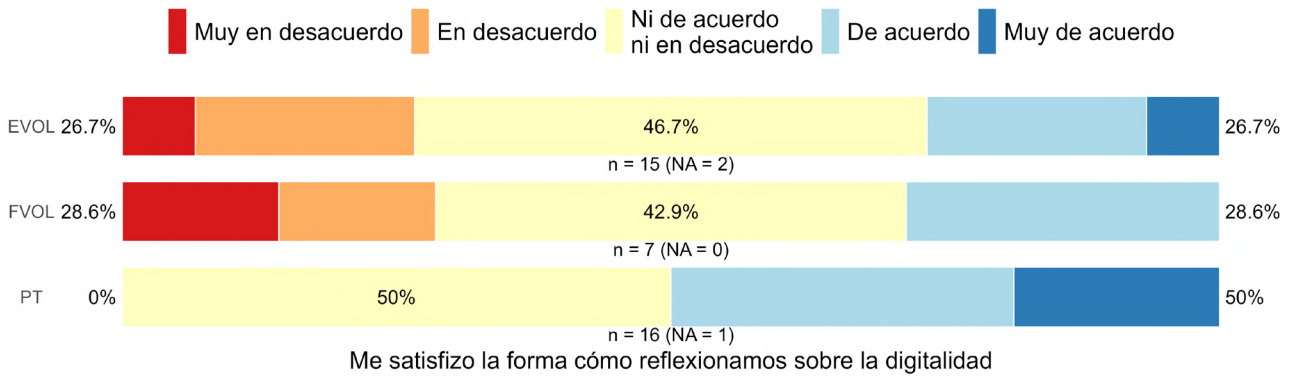 Muy en desacuerdo En desacuerdo Ni de acuerdo
ni en desacuerdo De acuerdo Muy de acuerdo
EVOL 26.7% 46.7% 26.7%
n = 15 (NA = 2)
FVOL 28.6% 42.9% 28.6%
n = 7 (NA = 0)
PT 0% 50% 50%
n = 16 (NA = 1)
Me satisfizo la forma cómo reflexionamos sobre la digitalidad